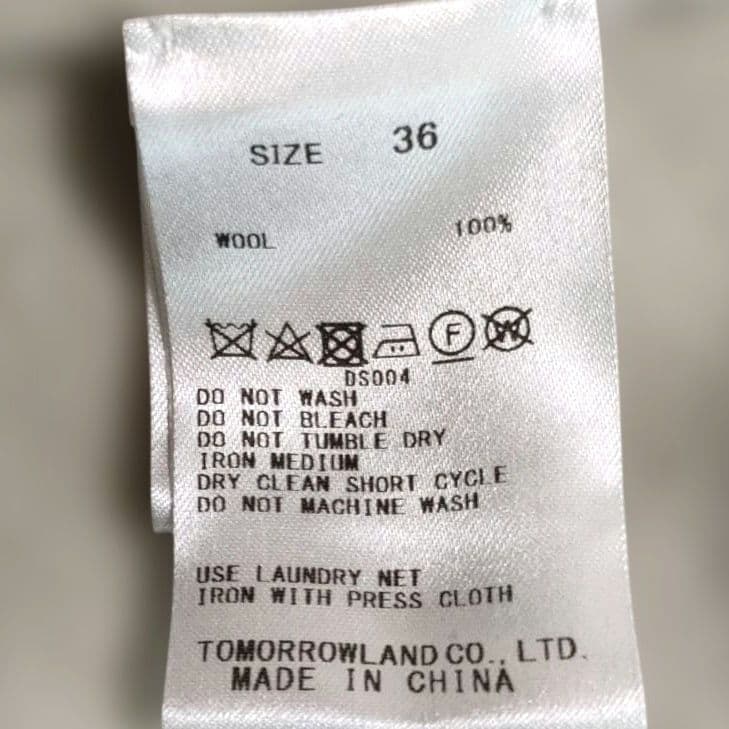 SIZE 36
WOOL 100%
F W
DS004
DO NOT WASH
DO NOT BLEACH
DO NOT TUMBLE DRY
IRON MEDIUM
DRY CLEAN SHORT CYCLE
DO NOT MACHINE WASH
USE LAUNDRY NET
IRON WITH PRESS CLOTH
TOMORROWLAND CO., LTD.
MADE IN CHINA